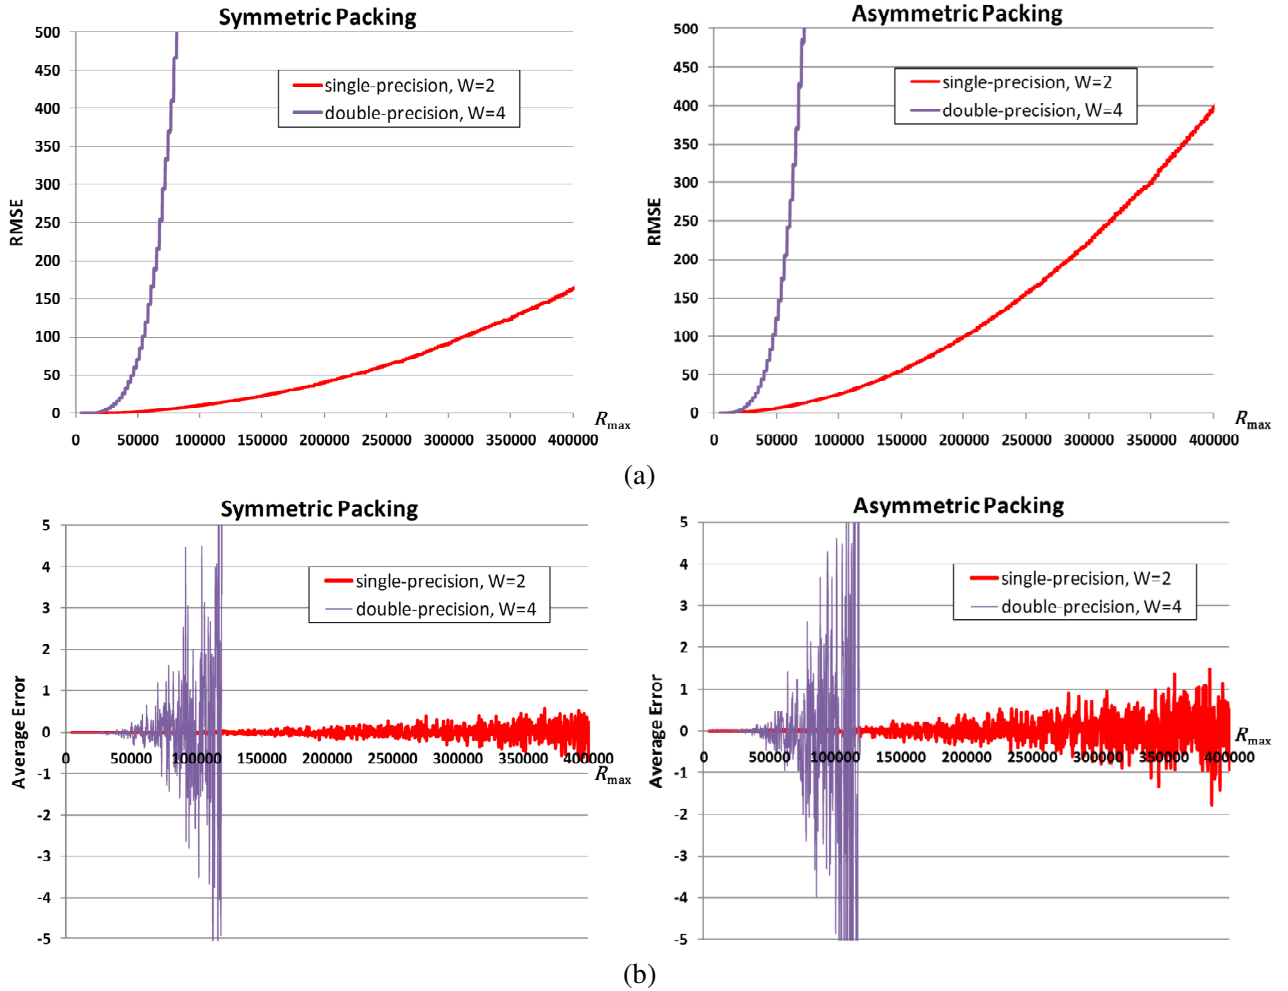 Symmetric Packing
500
450
400
350
300
250
200
150
100
50
0
RMSE
single-precision, W=2
double-precision, W=4
0 50000 100000 150000 200000 250000 300000 350000 400000
R_max
Asymmetric Packing
500
450
400
350
300
250
200
150
100
50
0
RMSE
single-precision, W=2
double-precision, W=4
0 50000 100000 150000 200000 250000 300000 350000 400000
R_max
(a)
Symmetric Packing
5
4
3
2
1
0
-1
-2
-3
-4
-5
Average Error
single-precision, W=2
double-precision, W=4
0 50000 100000 150000 200000 250000 300000 350000 400000
R_max
Asymmetric Packing
5
4
3
2
1
0
-1
-2
-3
-4
-5
Average Error
single-precision, W=2
double-precision, W=4
0 50000 100000 150000 200000 250000 300000 350000 400000
R_max
(b)